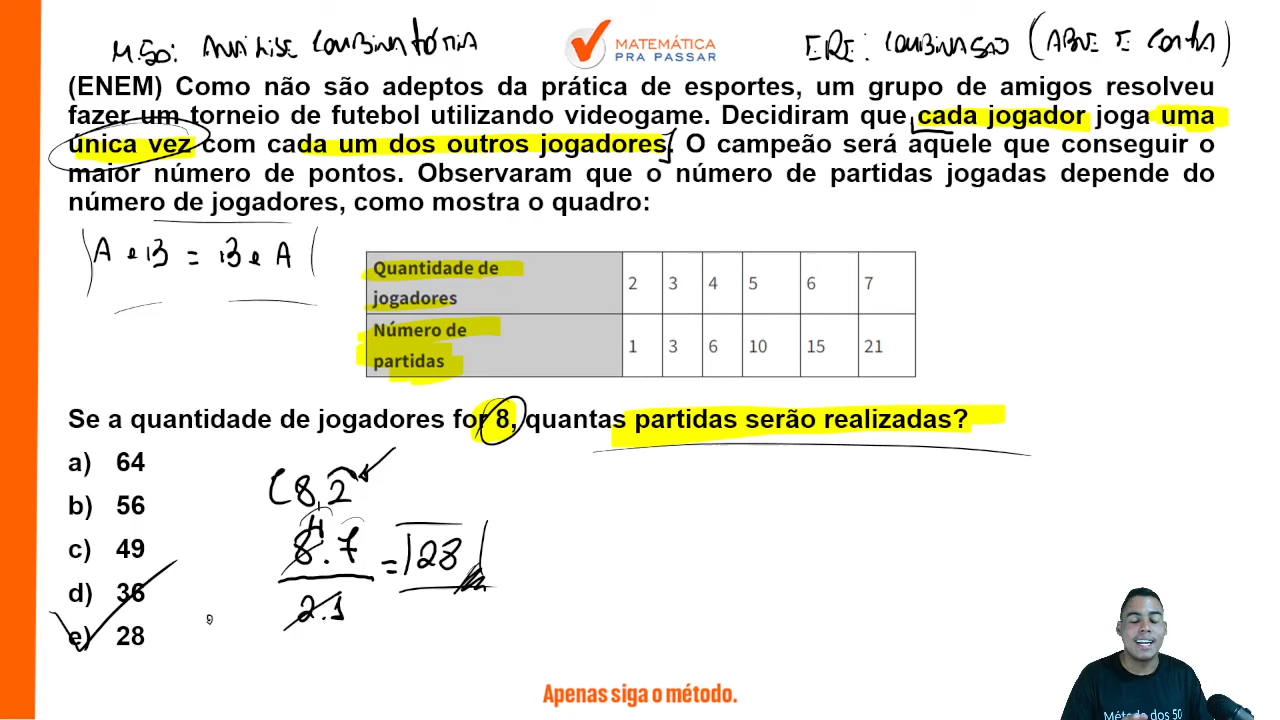 M.50: ANÁLISE COMBINATÓRIA
MATEMÁTICA
PRA PASSAR
ERE: COMBINAÇÃO (ABRE E CORTA)
(ENEM) Como não são adeptos da prática de esportes, um grupo de amigos resolveu
fazer um torneio de futebol utilizando videogame. Decidiram que cada jogador joga uma
única vez com cada um dos outros jogadores. O campeão será aquele que conseguir o
maior número de pontos. Observaram que o número de partidas jogadas depende do
número de jogadores, como mostra o quadro:
A e B = B e A
Quantidade de
jogadores
2 3 4 5 6 7
Número de
partidas
1 3 6 10 15 21
Se a quantidade de jogadores for 8, quantas partidas serão realizadas?
a) 64
b) 56
c) 49
d) 36
e) 28
C8,2
4
8.7
= 28
2.1
Apenas siga o método.
Método dos 50